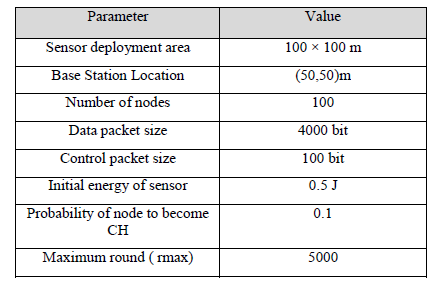 Parameter Value
Sensor deployment area 100 × 100 m
Base Station Location (50,50)m
Number of nodes 100
Data packet size 4000 bit
Control packet size 100 bit
Initial energy of sensor 0.5 J
Probability of node to become 0.1
CH
Maximum round ( rmax) 5000